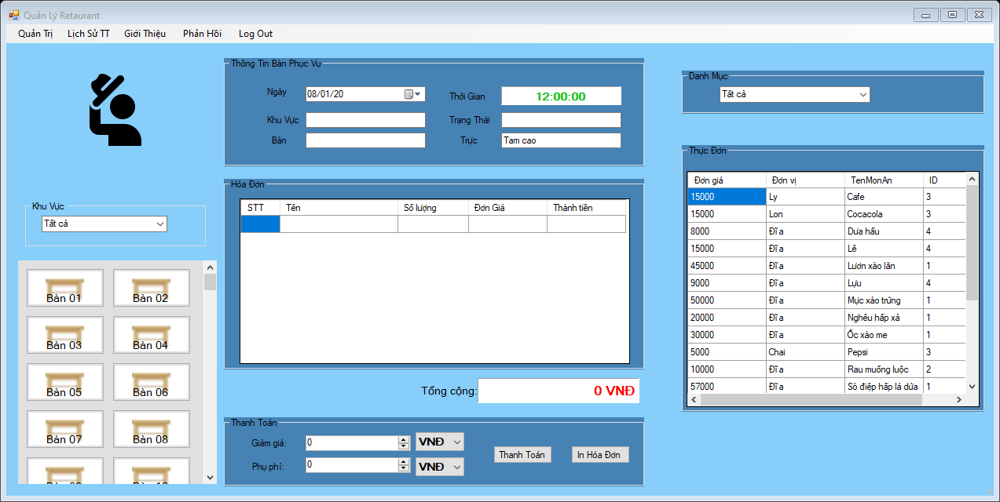 Quản Lý Retaurant
Quản Trị Lịch Sử TT Giới Thiệu Phản Hồi Log Out
Khu Vực
Tất cả
Bàn 01 Bàn 02
Bàn 03 Bàn 04
Bàn 05 Bàn 06
Bàn 07 Bàn 08
Thông Tin Bàn Phục Vụ
Ngày 08/01/20 Thời Gian 12:00:00
Khu Vực Trạng Thái
Bàn Trực Tam cao
Hóa Đơn
STT Tên Số lượng Đơn Giá Thành tiền
Tổng cộng: 0 VNĐ
Thanh Toán
Giảm giá: 0 VNĐ
Phụ phí: 0 VNĐ
Thanh Toán In Hóa Đơn
Danh Mục
Tất cả
Thực Đơn
Đơn giá Đơn vị TenMonAn ID
15000 Ly Cafe 3
15000 Lon Cocacola 3
8000 Đĩa Dưa hấu 4
15000 Đĩa Lê 4
45000 Đĩa Lươn xào lăn 1
9000 Đĩa Lựu 4
50000 Đĩa Mực xào trứng 1
20000 Đĩa Nghêu hấp xả 1
30000 Đĩa Ốc xào me 1
5000 Chai Pepsi 3
10000 Đĩa Rau muống luộc 2
57000 Đĩa Sò điệp hấp lá dứa 1